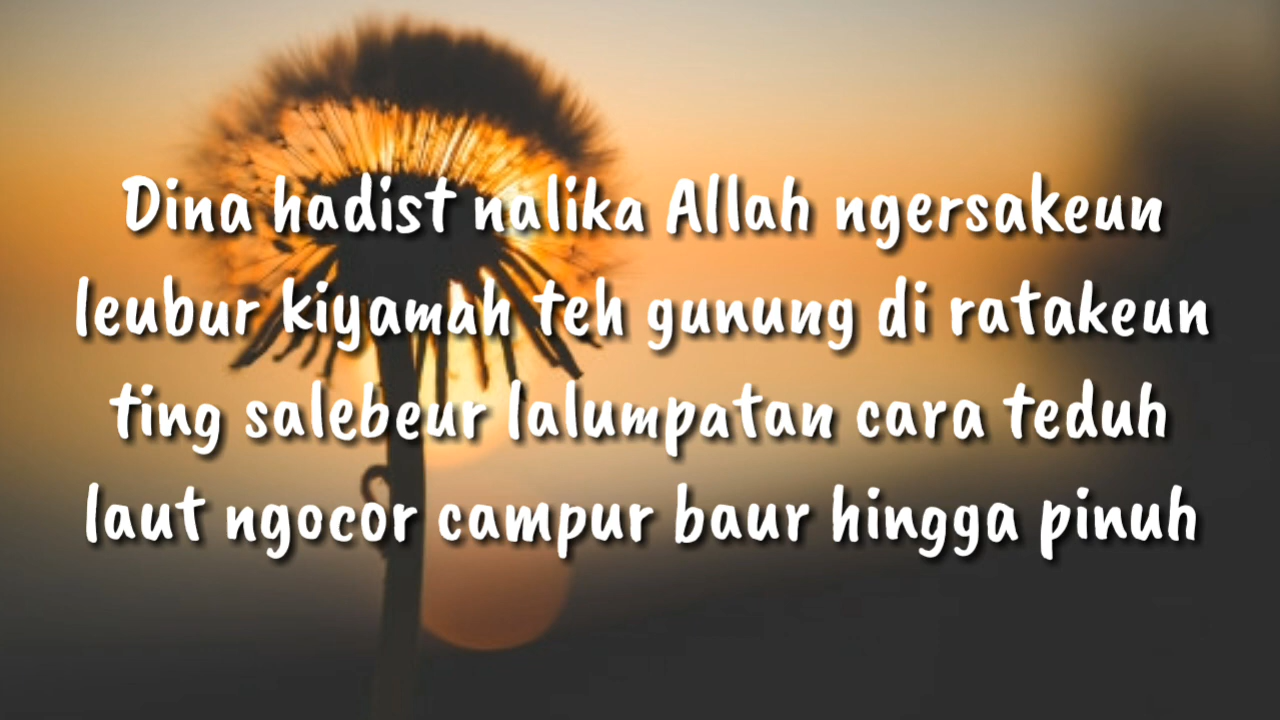 Dina hadist nalika Allah ngersakeun
leubur kiyamah teh gunung di ratakeun
ting salebeur lalumpatan cara teduh
laut ngocor campur baur hingga pinuh